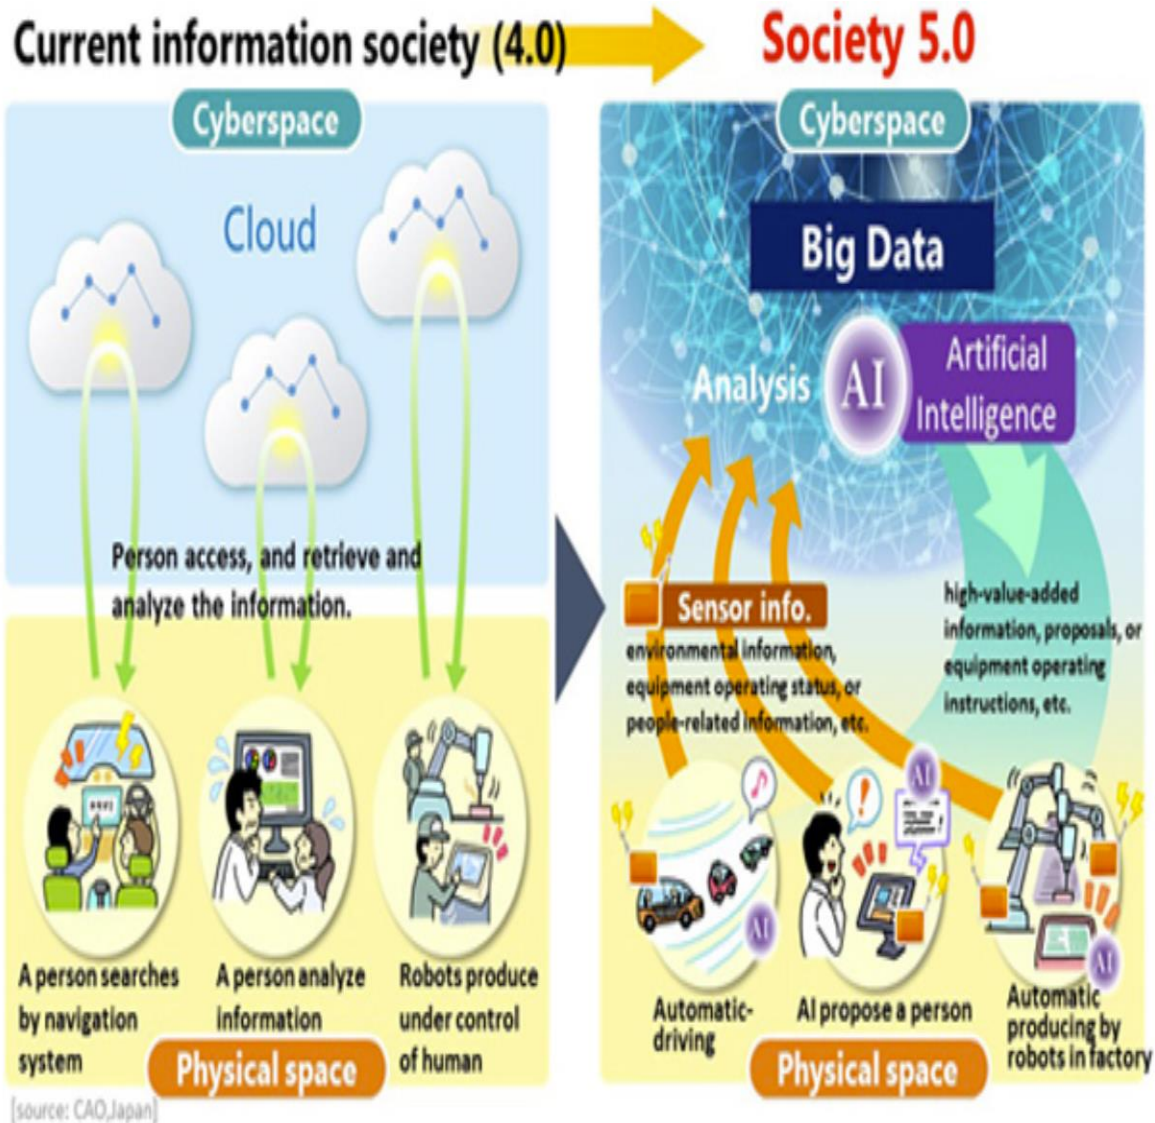 Current information society (4.0)
Society 5.0
Cyberspace
Cloud
Person access, and retrieve and
analyze the information.
A person searches
by navigation
system
A person analyze
information
Robots produce
under control
of human
Physical space
[source: CAO,Japan]
Cyberspace
Big Data
Analysis
AI
Artificial
Intelligence
Sensor info.
environmental information,
equipment operating status, or
people-related information, etc.
high-value-added
information, proposals, or
equipment operating
instructions, etc.
AI
AI
AI
Automatic-
driving
AI propose a person
Automatic
producing by
robots in factory
Physical space